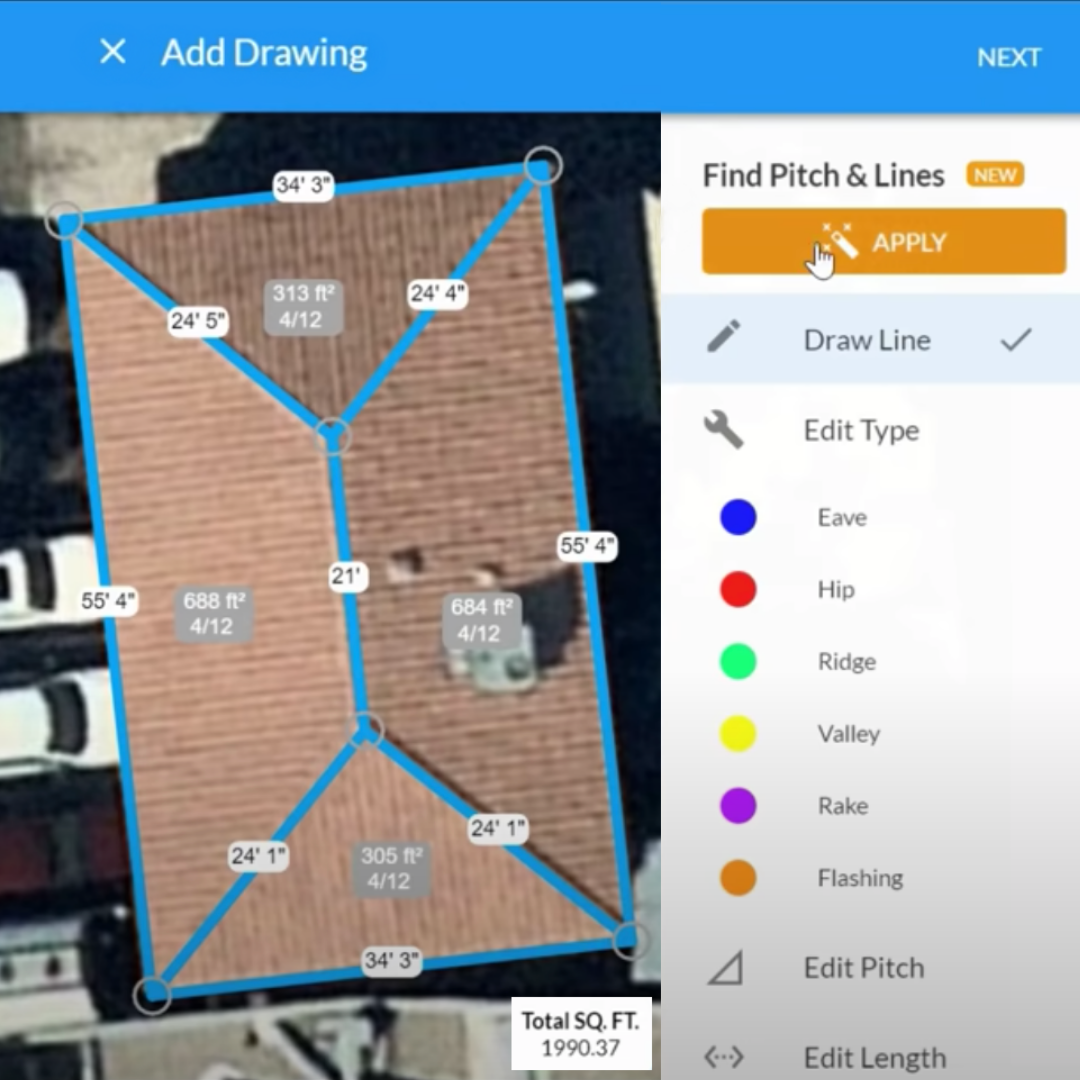 Add Drawing
NEXT
Find Pitch & Lines NEW
APPLY
Draw Line
Edit Type
Eave
Hip
Ridge
Valley
Rake
Flashing
Edit Pitch
Edit Length
34' 3"
24' 5"
313 ft²
4/12
24' 4"
55' 4"
688 ft²
4/12
21'
55' 4"
684 ft²
4/12
24' 1"
305 ft²
4/12
24' 1"
34' 3"
Total SQ. FT.
1990.37